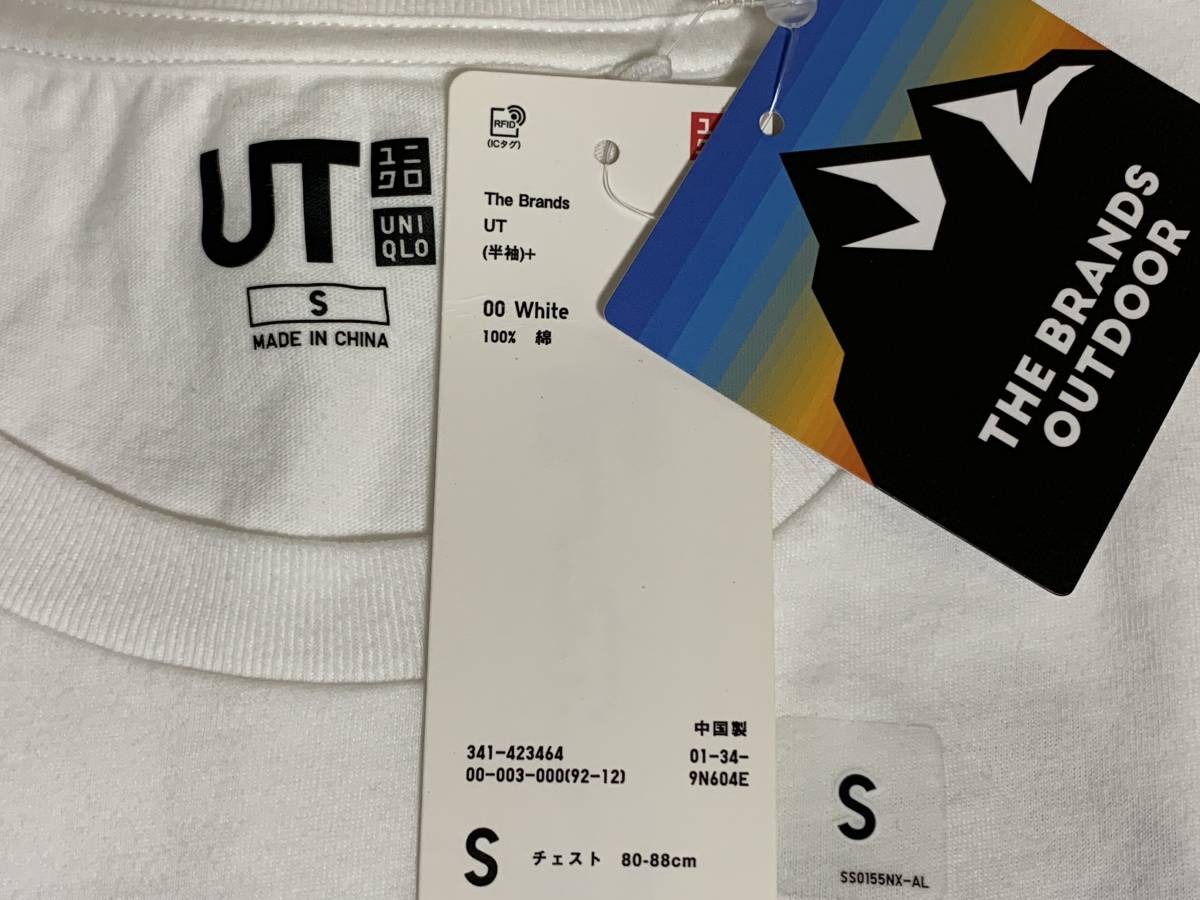 UT
ユニ
クロ
UNI
QLO
S
MADE IN CHINA
RFID
(ICタグ)
The Brands
UT
(半袖)+
00 White
100% 綿
中国製
341-423464
01-34-
00-003-000(92-12)
9N604E
S
チェスト 80-88cm
THE BRANDS
OUTDOOR
S
SS0155NX-AL